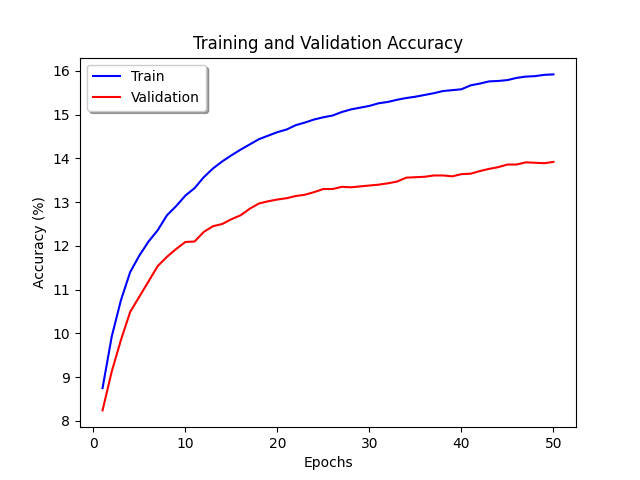 Training and Validation Accuracy
Train
Validation
16
15
14
13
12
11
10
9
8
Accuracy (%)
0 10 20 30 40 50
Epochs